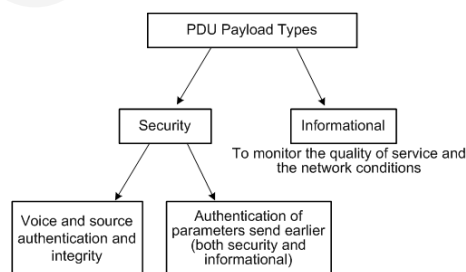 PDU Payload Types
Security
Informational
To monitor the quality of service and
the network conditions
Voice and source
authentication and
integrity
Authentication of
parameters send earlier
(both security and
informational)